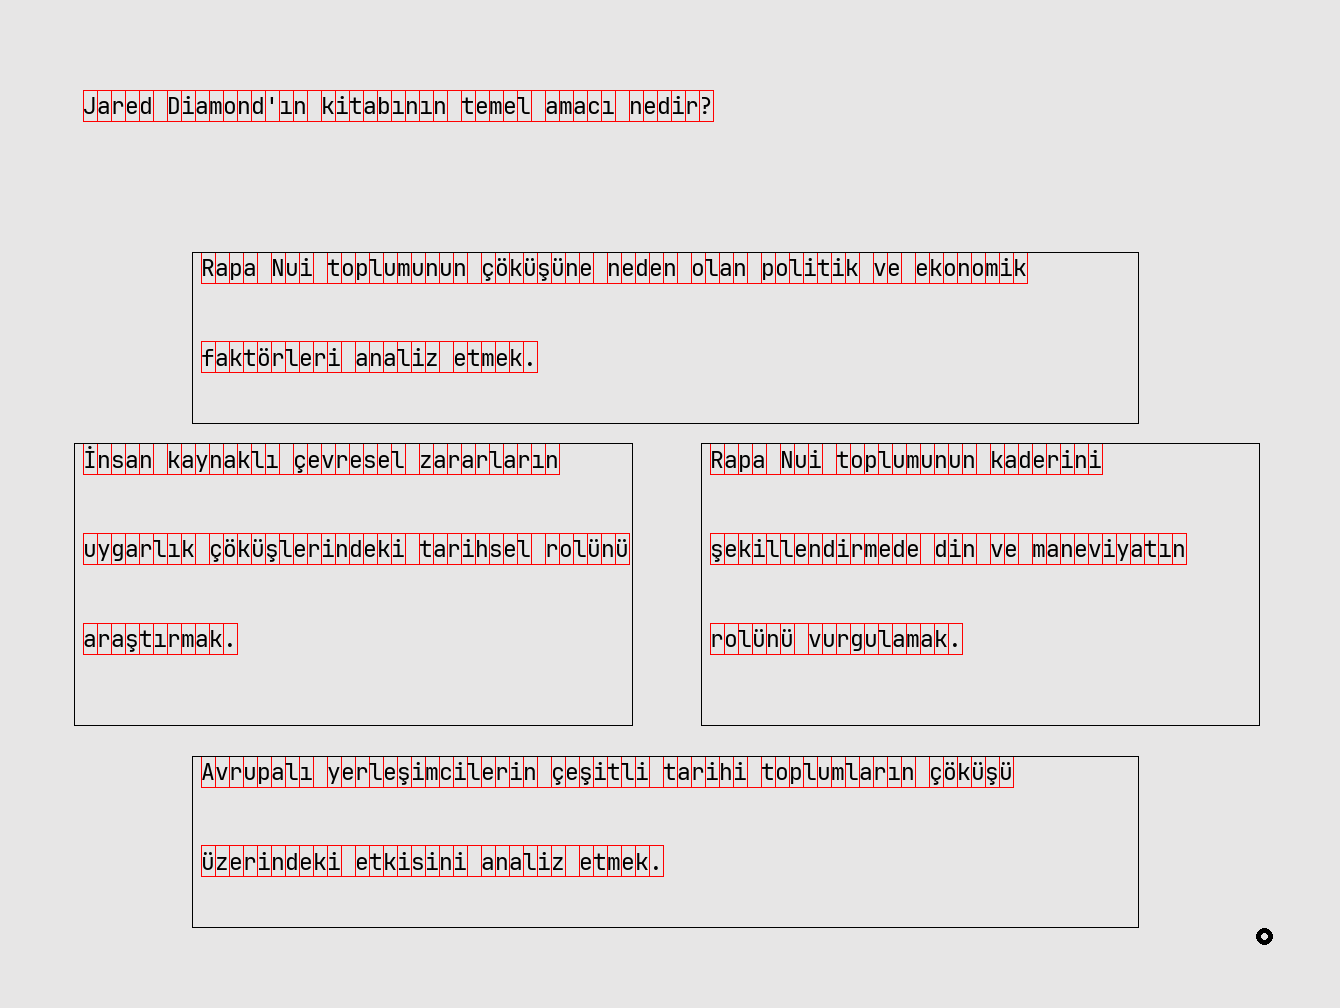 Jared Diamond'ın kitabının temel amacı nedir?
Rapa Nui toplumunun çöküşüne neden olan politik ve ekonomik
faktörleri analiz etmek.
İnsan kaynaklı çevresel zararların
uygarlık çöküşlerindeki tarihsel rolünü
araştırmak.
Rapa Nui toplumunun kaderini
şekillendirmede din ve maneviyatın
rolünü vurgulamak.
Avrupalı yerleşimcilerin çeşitli tarihi toplumların çöküşü
üzerindeki etkisini analiz etmek.